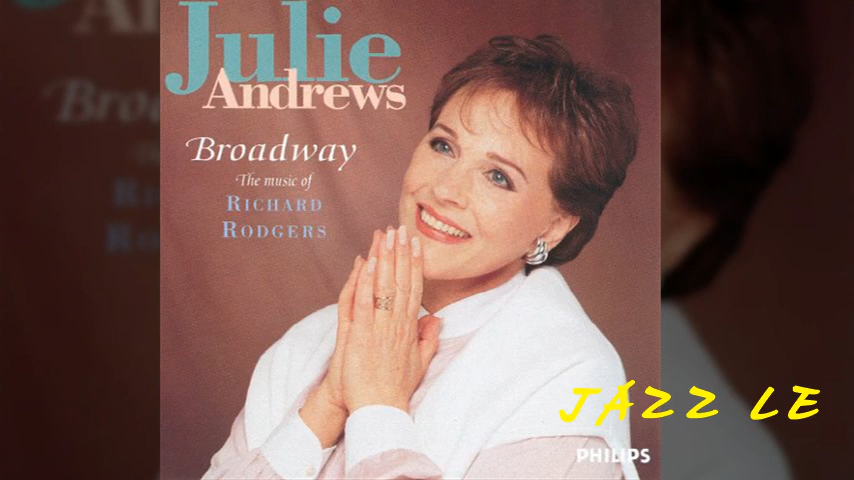 Julie
Andrews
Broadway
The music of
RICHARD
RODGERS
JAZZ LE
PHILIPS